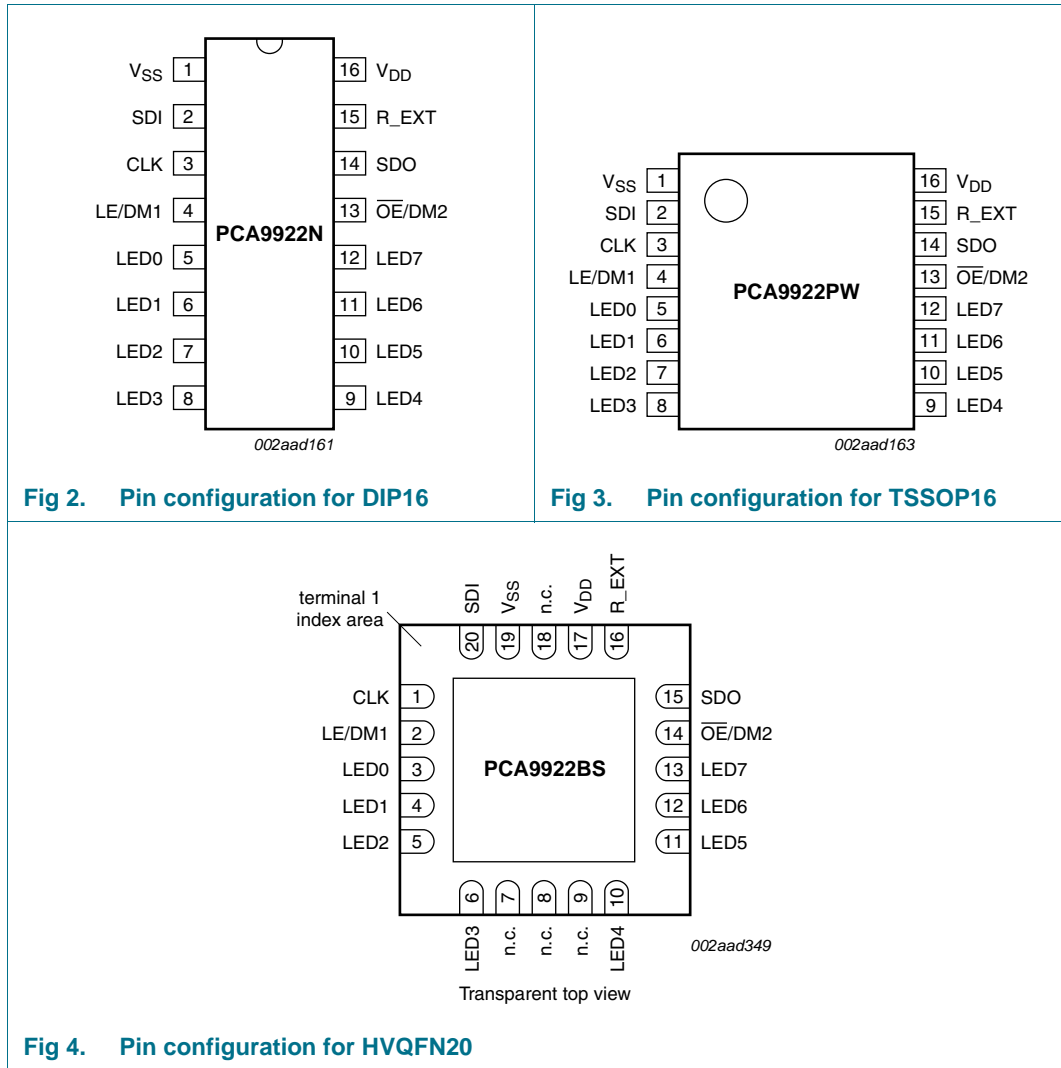 VSS 1
16 VDD
SDI 2
15 R_EXT
CLK 3
14 SDO
LE/DM1 4
13 OE/DM2
PCA9922N
LED0 5
12 LED7
LED1 6
11 LED6
LED2 7
10 LED5
LED3 8
9 LED4
002aad161
Fig 2. Pin configuration for DIP16
VSS 1
16 VDD
SDI 2
15 R_EXT
CLK 3
14 SDO
LE/DM1 4
13 OE/DM2
PCA9922PW
LED0 5
12 LED7
LED1 6
11 LED6
LED2 7
10 LED5
LED3 8
9 LED4
002aad163
Fig 3. Pin configuration for TSSOP16
terminal 1
index area
SDI
VSS
n.c.
VDD
R_EXT
20
19
18
17
16
CLK 1
15 SDO
LE/DM1 2
14 OE/DM2
LED0 3
PCA9922BS
13 LED7
LED1 4
12 LED6
LED2 5
11 LED5
6
7
8
9
10
LED3
n.c.
n.c.
n.c.
LED4
002aad349
Transparent top view
Fig 4. Pin configuration for HVQFN20